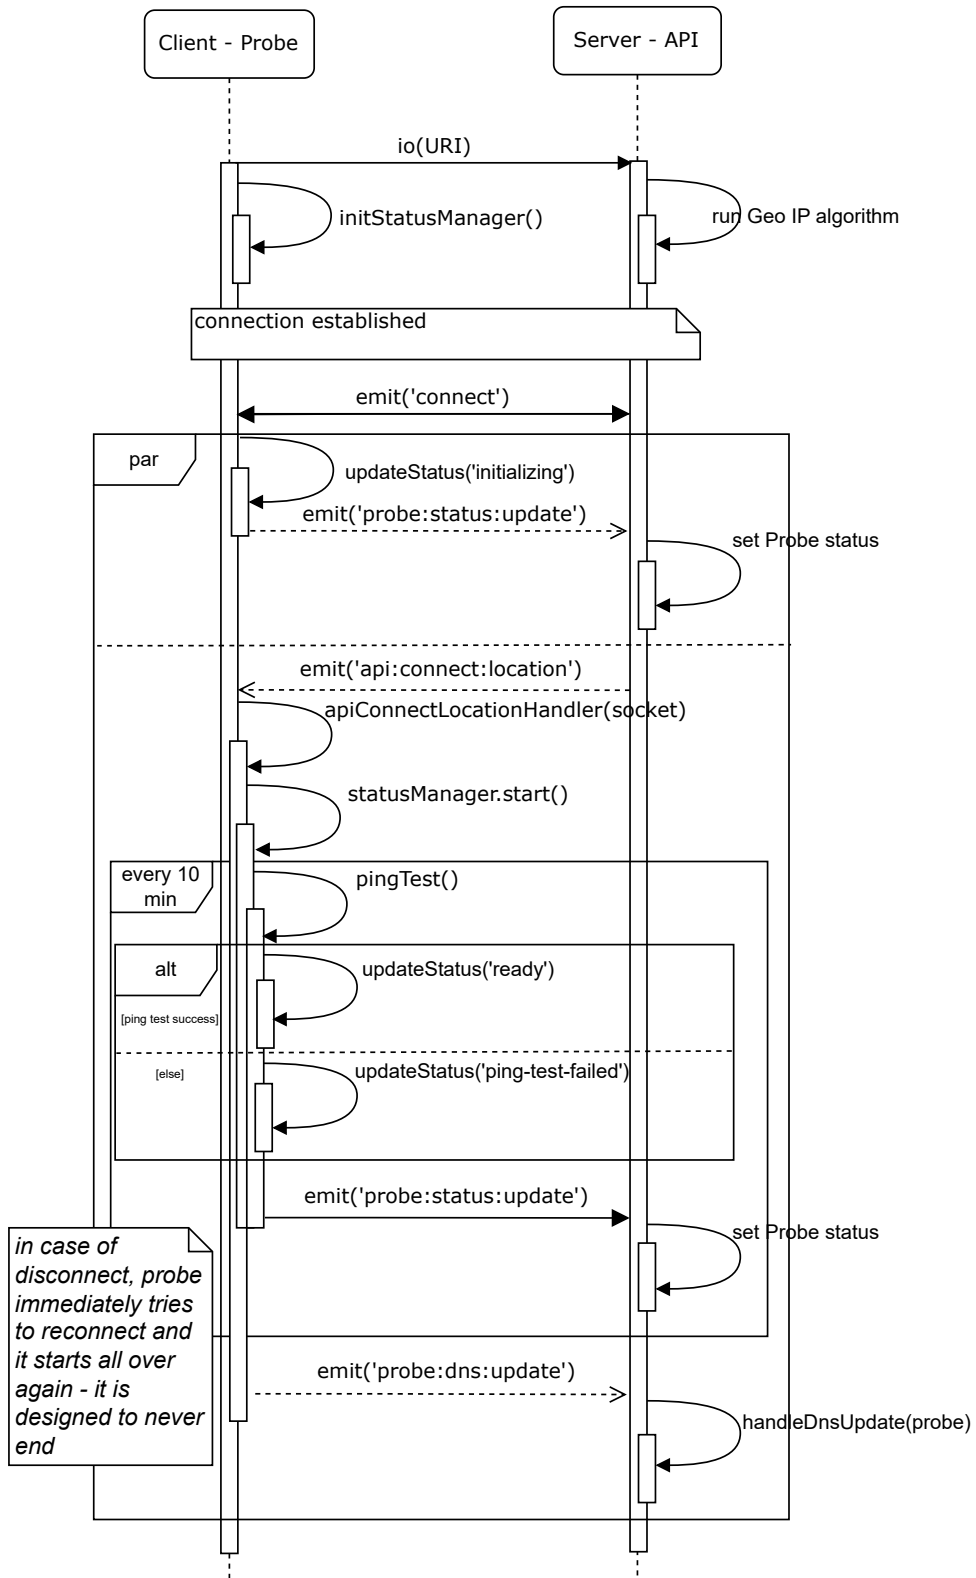 Client - Probe
Server - API
io(URI)
initStatusManager()
run Geo IP algorithm
connection established
emit('connect')
par
updateStatus('initializing')
emit('probe:status:update')
set Probe status
emit('api:connect:location')
apiConnectLocationHandler(socket)
statusManager.start()
every 10
min
pingTest()
alt
updateStatus('ready')
[ping test success]
[else]
updateStatus('ping-test-failed')
emit('probe:status:update')
set Probe status
in case of
disconnect, probe
immediately tries
to reconnect and
it starts all over
again - it is
designed to never
end
emit('probe:dns:update')
handleDnsUpdate(probe)